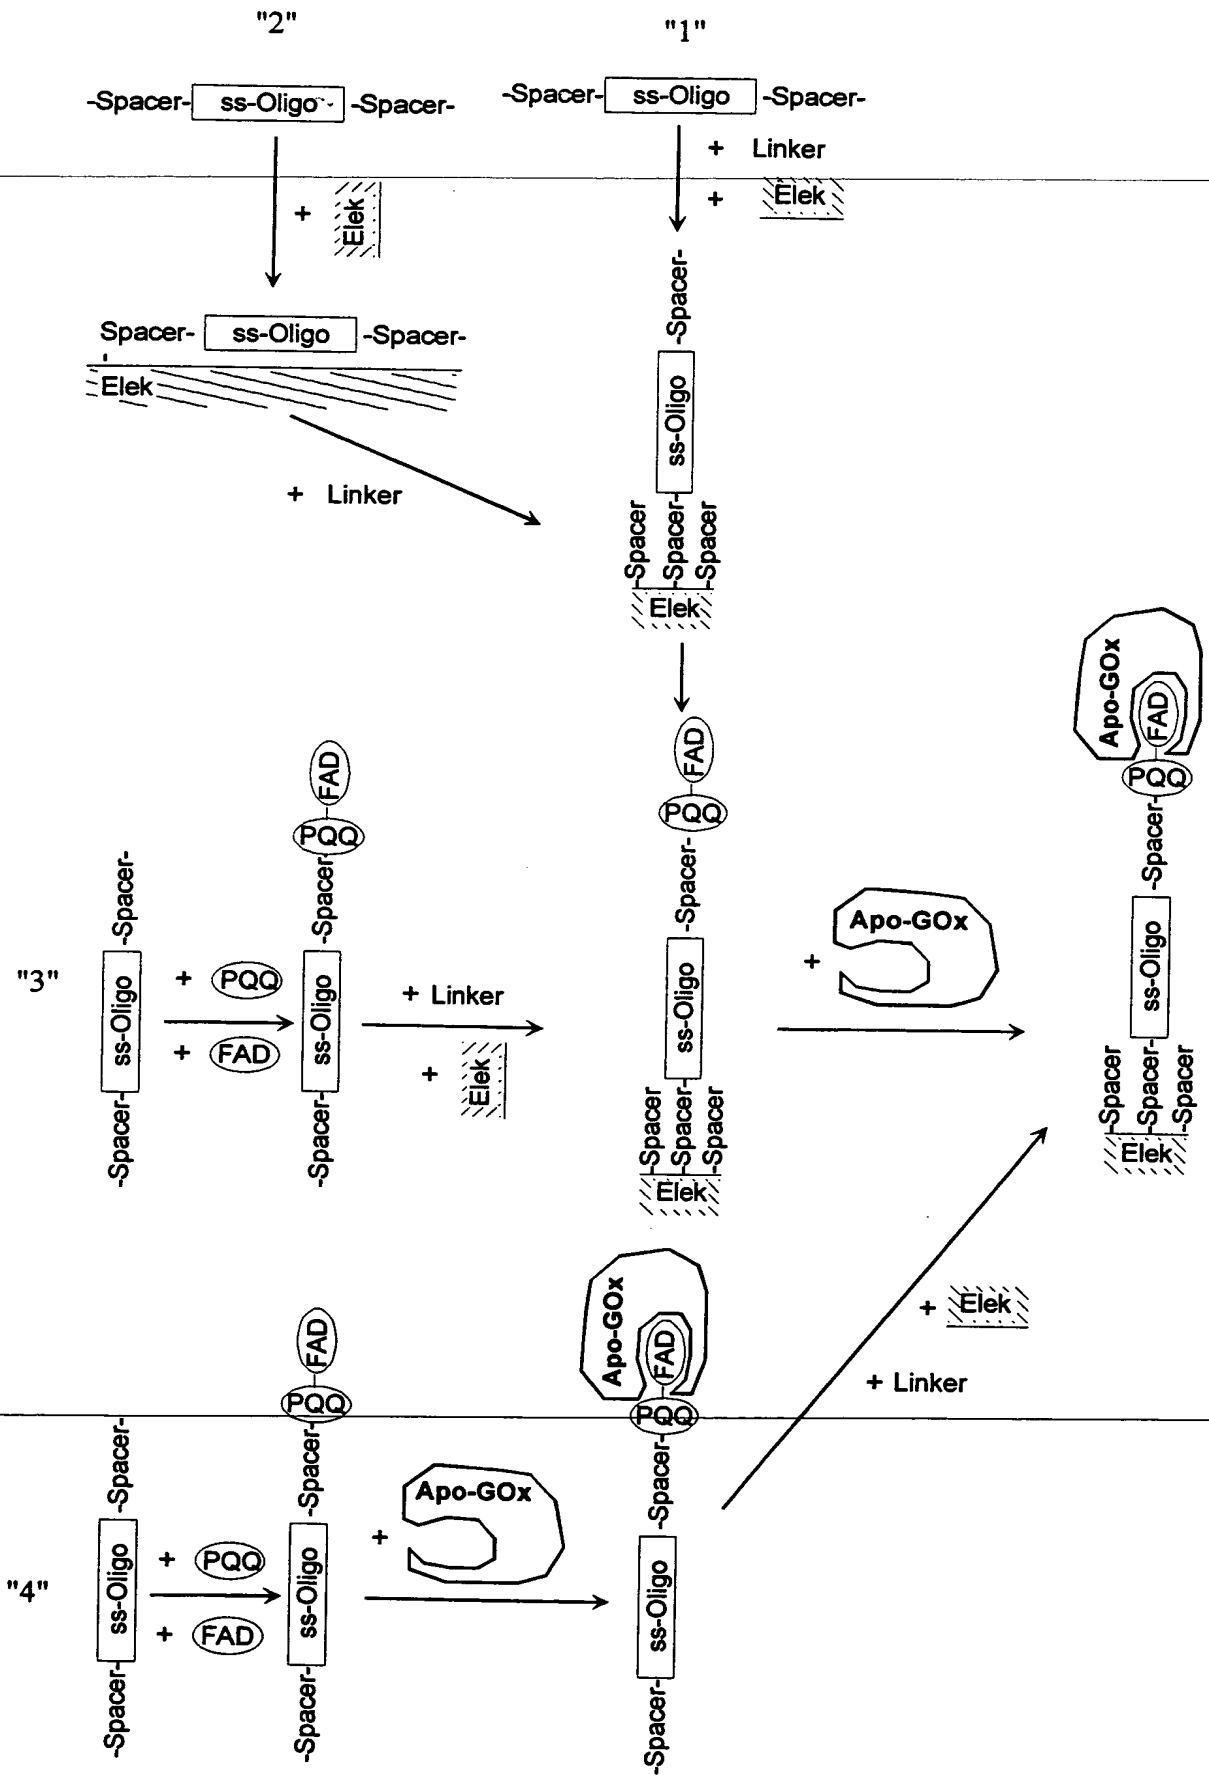 "2"
"1"
-Spacer- ss-Oligo -Spacer-
-Spacer- ss-Oligo -Spacer-
+ Linker
+ Elek
+ Elek
Spacer- ss-Oligo -Spacer-
Elek
+ Linker
-Spacer-
ss-Oligo
-Spacer
-Spacer-
-Spacer
Elek
FAD
PQQ
-Spacer-
ss-Oligo
-Spacer
-Spacer-
-Spacer
Elek
"3"
-Spacer-
ss-Oligo
-Spacer-
+ PQQ
+ FAD
FAD
PQQ
-Spacer-
ss-Oligo
-Spacer-
+ Linker
+ Elek
+ Apo-GOx
Apo-GOx
FAD
PQQ
-Spacer-
ss-Oligo
-Spacer
-Spacer-
-Spacer
Elek
"4"
-Spacer-
ss-Oligo
-Spacer-
+ PQQ
+ FAD
FAD
PQQ
-Spacer-
ss-Oligo
-Spacer-
+ Apo-GOx
Apo-GOx
FAD
PQQ
-Spacer-
ss-Oligo
-Spacer-
+ Elek
+ Linker